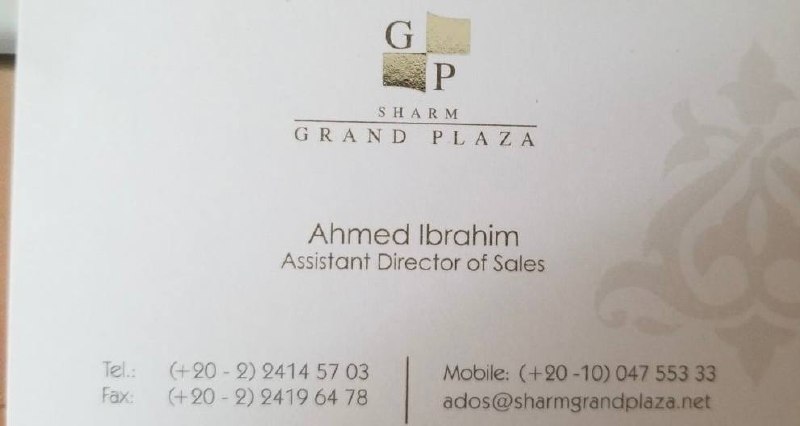 G
P
SHARM
GRAND PLAZA
Ahmed Ibrahim
Assistant Director of Sales
Tel.: (+20 - 2) 2414 57 03
Fax: (+20 - 2) 2419 64 78
Mobile: (+20 -10) 047 553 33
ados@sharmgrandplaza.net